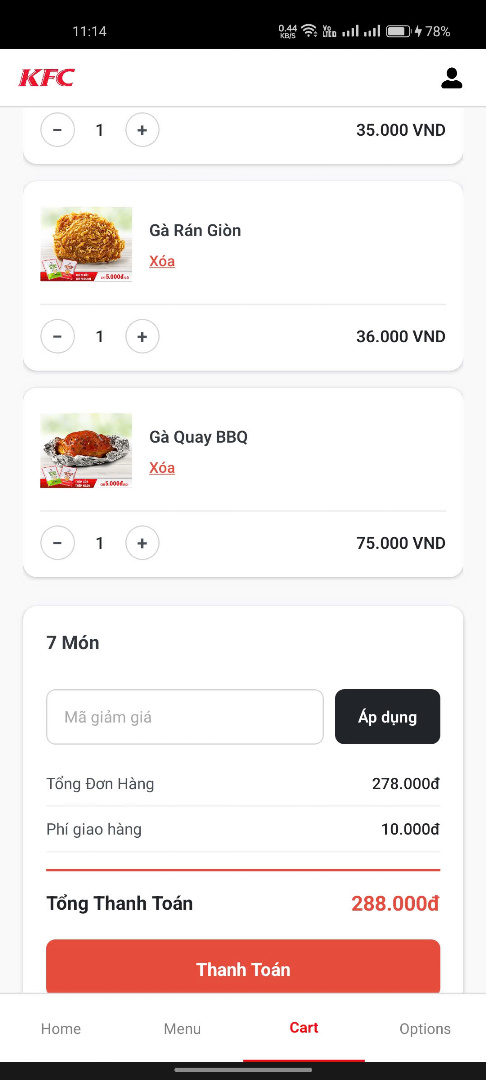 11:14
0.44
KB/S
78%
KFC
− 1 +
35.000 VND
Gà Rán Giòn
Xóa
− 1 +
36.000 VND
Gà Quay BBQ
Xóa
− 1 +
75.000 VND
7 Món
Mã giảm giá
Áp dụng
Tổng Đơn Hàng
278.000đ
Phí giao hàng
10.000đ
Tổng Thanh Toán
288.000đ
Thanh Toán
Home
Menu
Cart
Options